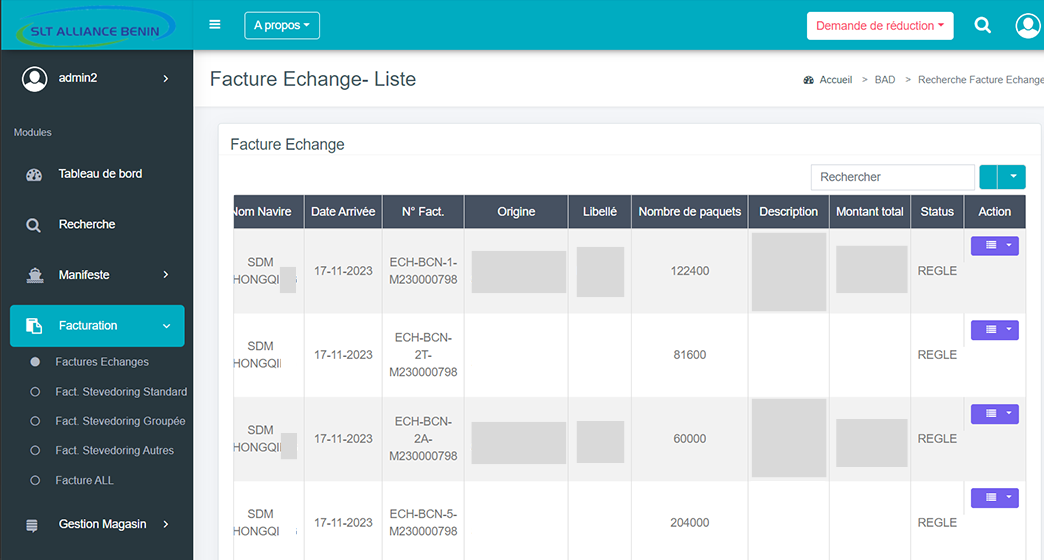 SLT ALLIANCE BENIN
A propos
Demande de réduction
admin2
Facture Echange- Liste
Accueil > BAD > Recherche Facture Echange
Modules
Tableau de bord
Recherche
Manifeste
Facturation
Factures Echanges
Fact. Stevedoring Standard
Fact. Stevedoring Groupée
Fact. Stevedoring Autres
Facture ALL
Gestion Magasin
Facture Echange
Rechercher
Nom Navire Date Arrivée N° Fact. Origine Libellé Nombre de paquets Description Montant total Status Action
SDM
HONGQI
17-11-2023
ECH-BCN-1-
M230000798
122400
REGLE
SDM
HONGQI
17-11-2023
ECH-BCN-
2T-
M230000798
81600
REGLE
SDM
HONGQI
17-11-2023
ECH-BCN-
2A-
M230000798
60000
REGLE
SDM
HONGQI
17-11-2023
ECH-BCN-5-
M230000798
204000
REGLE